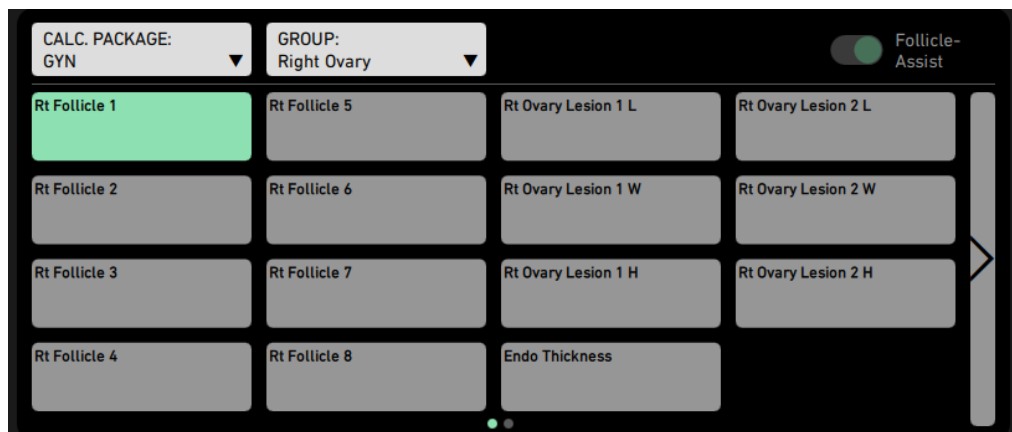 CALC. PACKAGE:
GYN
GROUP:
Right Ovary
Follicle-
Assist
Rt Follicle 1
Rt Follicle 5
Rt Ovary Lesion 1 L
Rt Ovary Lesion 2 L
Rt Follicle 2
Rt Follicle 6
Rt Ovary Lesion 1 W
Rt Ovary Lesion 2 W
Rt Follicle 3
Rt Follicle 7
Rt Ovary Lesion 1 H
Rt Ovary Lesion 2 H
Rt Follicle 4
Rt Follicle 8
Endo Thickness